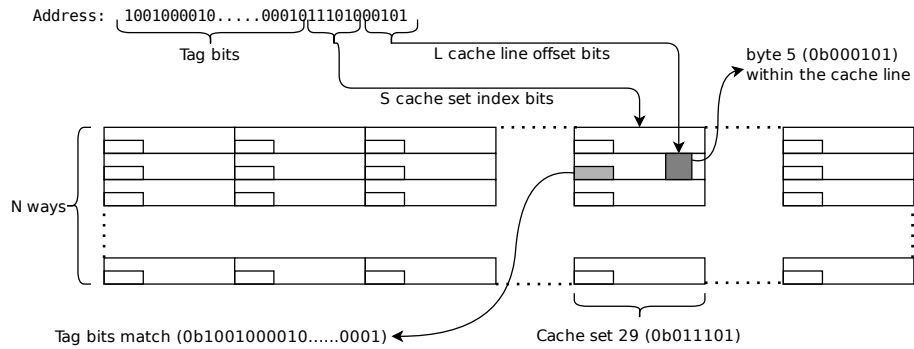 Address: 1001000010.....0001011101000101
Tag bits
L cache line offset bits
byte 5 (0b000101)
within the cache line
S cache set index bits
N ways
Tag bits match (0b1001000010......0001)
Cache set 29 (0b011101)